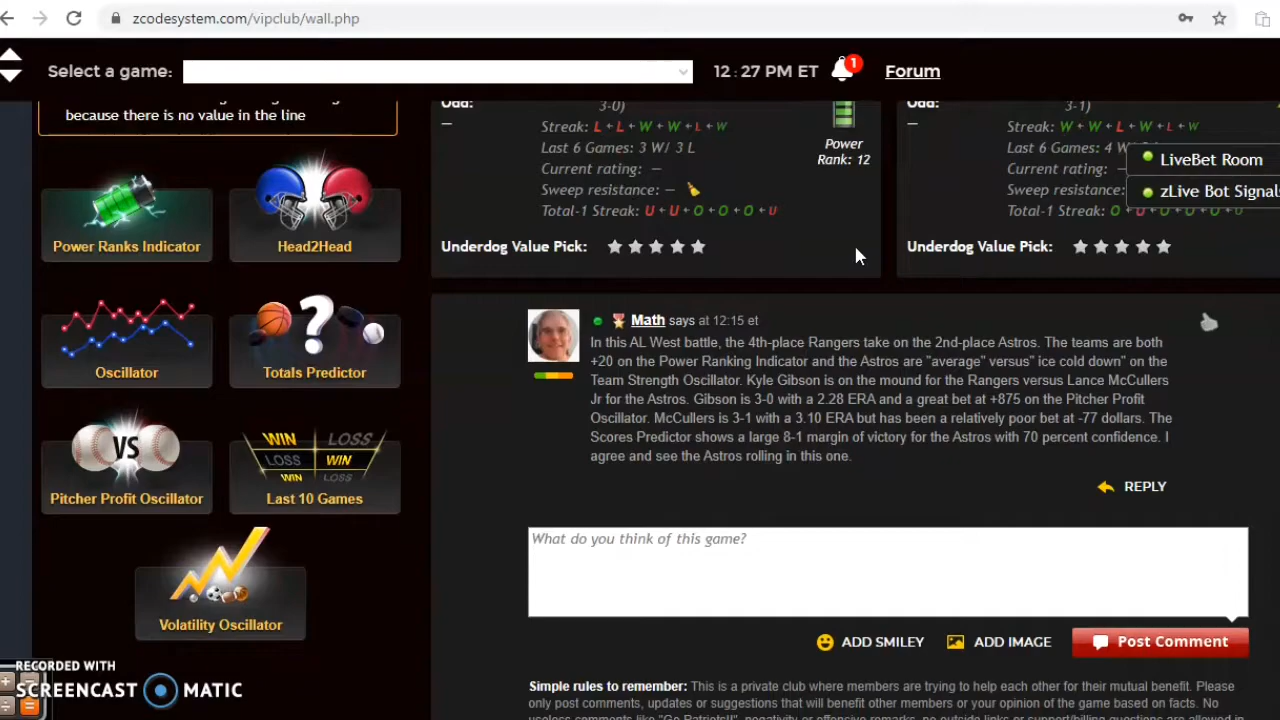 zcodesystem.com/vipclub/wall.php
Select a game:
12 : 27 PM ET
1
Forum
because there is no value in the line
Power Ranks Indicator
Head2Head
Oscillator
Totals Predictor
VS
Pitcher Profit Oscillator
WIN LOSS
LOSS WIN
WIN LOSS
Last 10 Games
Volatility Oscillator
Odd:
3-0)
—
Streak: L + L + W + W + L + W
Last 6 Games: 3 W/ 3 L
Current rating: —
Sweep resistance: —
Total-1 Streak: U + U + O + O + O + U
Power
Rank: 12
Underdog Value Pick:
Odd:
3-1)
—
Streak: W + W + L + W + L + W
Last 6 Games: 4 W
Current rating: —
Sweep resistance:
Total-1 Streak: O + U + O + O + O + U
Underdog Value Pick:
LiveBet Room
zLive Bot Signals
Math says at 12:15 et
In this AL West battle, the 4th-place Rangers take on the 2nd-place Astros. The teams are both
+20 on the Power Ranking Indicator and the Astros are "average" versus" ice cold down" on the
Team Strength Oscillator. Kyle Gibson is on the mound for the Rangers versus Lance McCullers
Jr for the Astros. Gibson is 3-0 with a 2.28 ERA and a great bet at +875 on the Pitcher Profit
Oscillator. McCullers is 3-1 with a 3.10 ERA but has been a relatively poor bet at -77 dollars. The
Scores Predictor shows a large 8-1 margin of victory for the Astros with 70 percent confidence. I
agree and see the Astros rolling in this one.
REPLY
What do you think of this game?
ADD SMILEY
ADD IMAGE
Post Comment
Simple rules to remember: This is a private club where members are trying to help each other for their mutual benefit. Please
only post comments, updates or suggestions that will benefit other members or your opinion of the game based on facts. No
RECORDED WITH
SCREENCAST MATIC